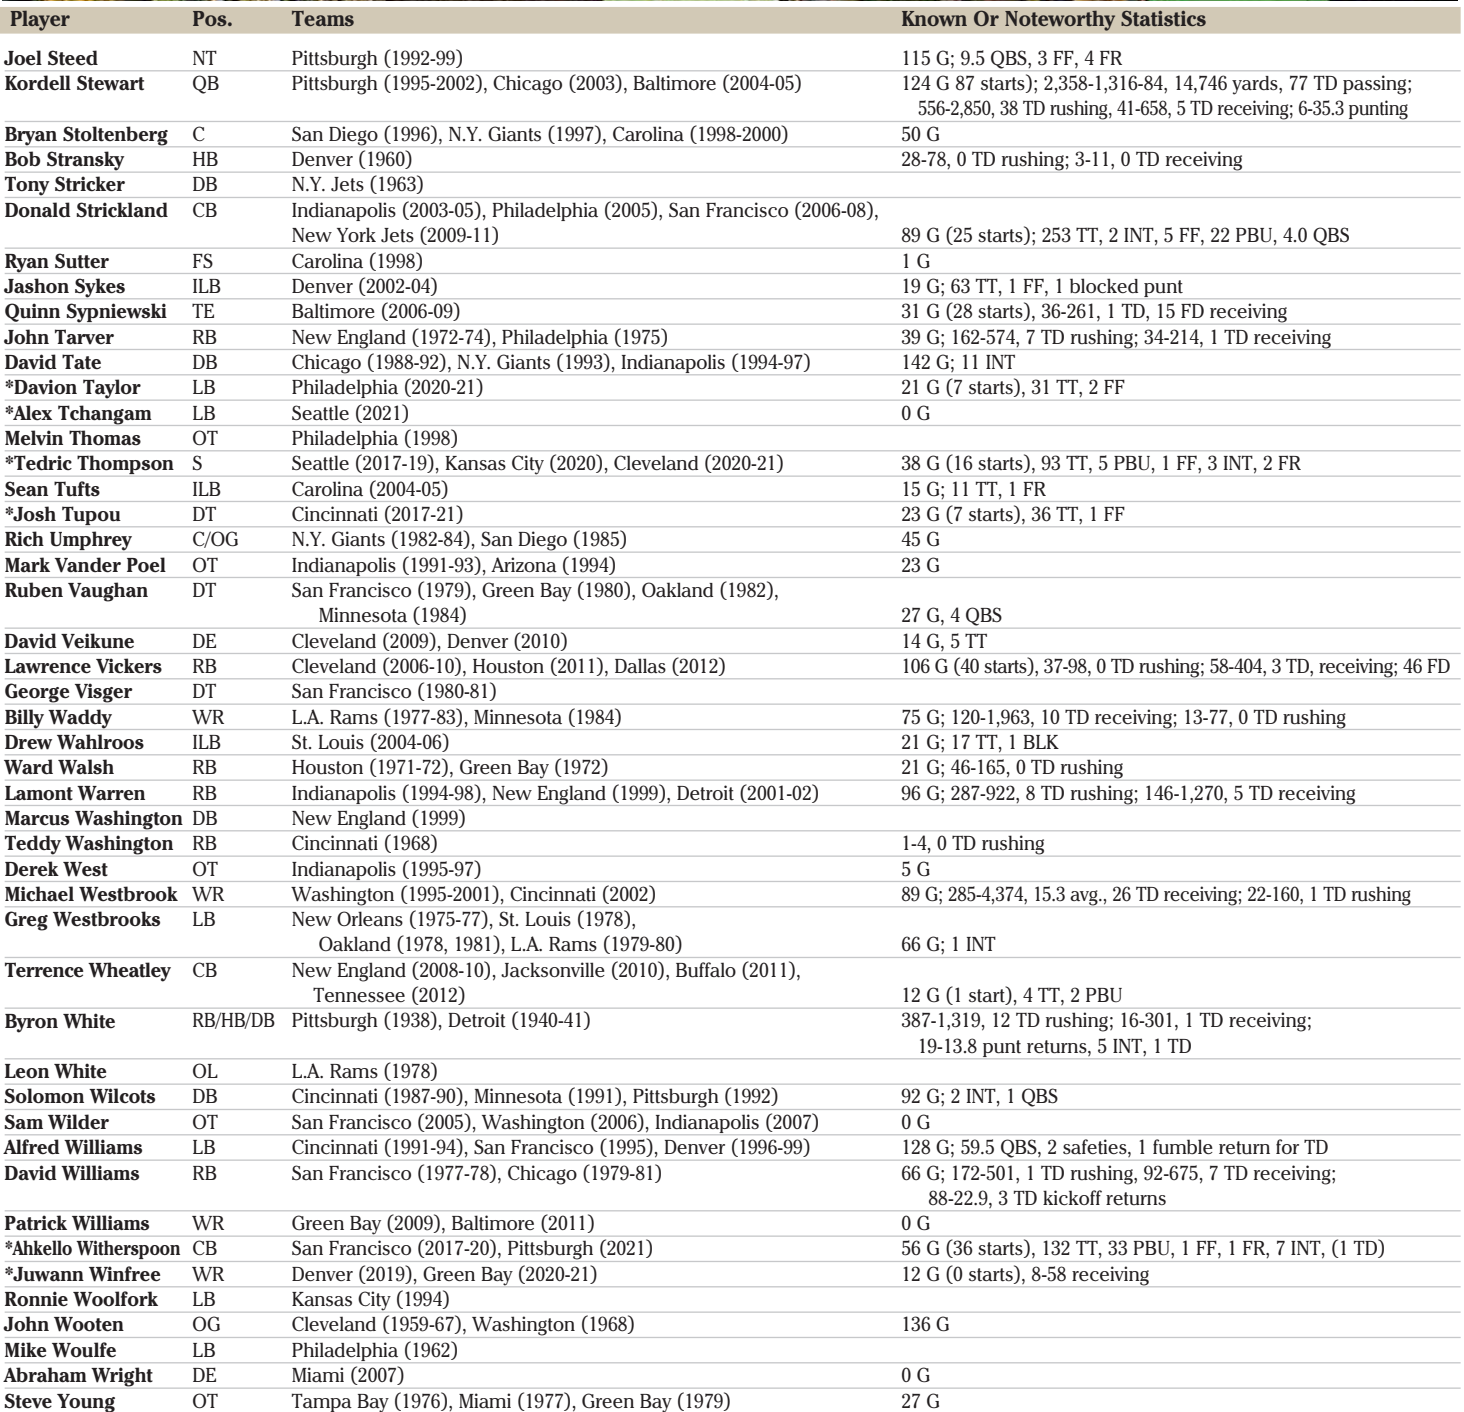 Player Pos. Teams Known Or Noteworthy Statistics
Joel Steed NT Pittsburgh (1992-99) 115 G; 9.5 QBS, 3 FF, 4 FR
Kordell Stewart QB Pittsburgh (1995-2002), Chicago (2003), Baltimore (2004-05) 124 G 87 starts); 2,358-1,316-84, 14,746 yards, 77 TD passing;
556-2,850, 38 TD rushing, 41-658, 5 TD receiving; 6-35.3 punting
Bryan Stoltenberg C San Diego (1996), N.Y. Giants (1997), Carolina (1998-2000) 50 G
Bob Stransky HB Denver (1960) 28-78, 0 TD rushing; 3-11, 0 TD receiving
Tony Stricker DB N.Y. Jets (1963)
Donald Strickland CB Indianapolis (2003-05), Philadelphia (2005), San Francisco (2006-08),
New York Jets (2009-11) 89 G (25 starts); 253 TT, 2 INT, 5 FF, 22 PBU, 4.0 QBS
Ryan Sutter FS Carolina (1998) 1 G
Jashon Sykes ILB Denver (2002-04) 19 G; 63 TT, 1 FF, 1 blocked punt
Quinn Sypniewski TE Baltimore (2006-09) 31 G (28 starts), 36-261, 1 TD, 15 FD receiving
John Tarver RB New England (1972-74), Philadelphia (1975) 39 G; 162-574, 7 TD rushing; 34-214, 1 TD receiving
David Tate DB Chicago (1988-92), N.Y. Giants (1993), Indianapolis (1994-97) 142 G; 11 INT
*Davion Taylor LB Philadelphia (2020-21) 21 G (7 starts), 31 TT, 2 FF
*Alex Tchangam LB Seattle (2021) 0 G
Melvin Thomas OT Philadelphia (1998)
*Tedric Thompson S Seattle (2017-19), Kansas City (2020), Cleveland (2020-21) 38 G (16 starts), 93 TT, 5 PBU, 1 FF, 3 INT, 2 FR
Sean Tufts ILB Carolina (2004-05) 15 G; 11 TT, 1 FR
*Josh Tupou DT Cincinnati (2017-21) 23 G (7 starts), 36 TT, 1 FF
Rich Umphrey C/OG N.Y. Giants (1982-84), San Diego (1985) 45 G
Mark Vander Poel OT Indianapolis (1991-93), Arizona (1994) 23 G
Ruben Vaughan DT San Francisco (1979), Green Bay (1980), Oakland (1982),
Minnesota (1984) 27 G, 4 QBS
David Veikune DE Cleveland (2009), Denver (2010) 14 G, 5 TT
Lawrence Vickers RB Cleveland (2006-10), Houston (2011), Dallas (2012) 106 G (40 starts), 37-98, 0 TD rushing; 58-404, 3 TD, receiving; 46 FD
George Visger DT San Francisco (1980-81)
Billy Waddy WR L.A. Rams (1977-83), Minnesota (1984) 75 G; 120-1,963, 10 TD receiving; 13-77, 0 TD rushing
Drew Wahlroos ILB St. Louis (2004-06) 21 G; 17 TT, 1 BLK
Ward Walsh RB Houston (1971-72), Green Bay (1972) 21 G; 46-165, 0 TD rushing
Lamont Warren RB Indianapolis (1994-98), New England (1999), Detroit (2001-02) 96 G; 287-922, 8 TD rushing; 146-1,270, 5 TD receiving
Marcus Washington DB New England (1999)
Teddy Washington RB Cincinnati (1968) 1-4, 0 TD rushing
Derek West OT Indianapolis (1995-97) 5 G
Michael Westbrook WR Washington (1995-2001), Cincinnati (2002) 89 G; 285-4,374, 15.3 avg., 26 TD receiving; 22-160, 1 TD rushing
Greg Westbrooks LB New Orleans (1975-77), St. Louis (1978),
Oakland (1978, 1981), L.A. Rams (1979-80) 66 G; 1 INT
Terrence Wheatley CB New England (2008-10), Jacksonville (2010), Buffalo (2011),
Tennessee (2012) 12 G (1 start), 4 TT, 2 PBU
Byron White RB/HB/DB Pittsburgh (1938), Detroit (1940-41) 387-1,319, 12 TD rushing; 16-301, 1 TD receiving;
19-13.8 punt returns, 5 INT, 1 TD
Leon White OL L.A. Rams (1978)
Solomon Wilcots DB Cincinnati (1987-90), Minnesota (1991), Pittsburgh (1992) 92 G; 2 INT, 1 QBS
Sam Wilder OT San Francisco (2005), Washington (2006), Indianapolis (2007) 0 G
Alfred Williams LB Cincinnati (1991-94), San Francisco (1995), Denver (1996-99) 128 G; 59.5 QBS, 2 safeties, 1 fumble return for TD
David Williams RB San Francisco (1977-78), Chicago (1979-81) 66 G; 172-501, 1 TD rushing, 92-675, 7 TD receiving;
88-22.9, 3 TD kickoff returns
Patrick Williams WR Green Bay (2009), Baltimore (2011) 0 G
*Ahkello Witherspoon CB San Francisco (2017-20), Pittsburgh (2021) 56 G (36 starts), 132 TT, 33 PBU, 1 FF, 1 FR, 7 INT, (1 TD)
*Juwann Winfree WR Denver (2019), Green Bay (2020-21) 12 G (0 starts), 8-58 receiving
Ronnie Woolfork LB Kansas City (1994)
John Wooten OG Cleveland (1959-67), Washington (1968) 136 G
Mike Woulfe LB Philadelphia (1962)
Abraham Wright DE Miami (2007) 0 G
Steve Young OT Tampa Bay (1976), Miami (1977), Green Bay (1979) 27 G